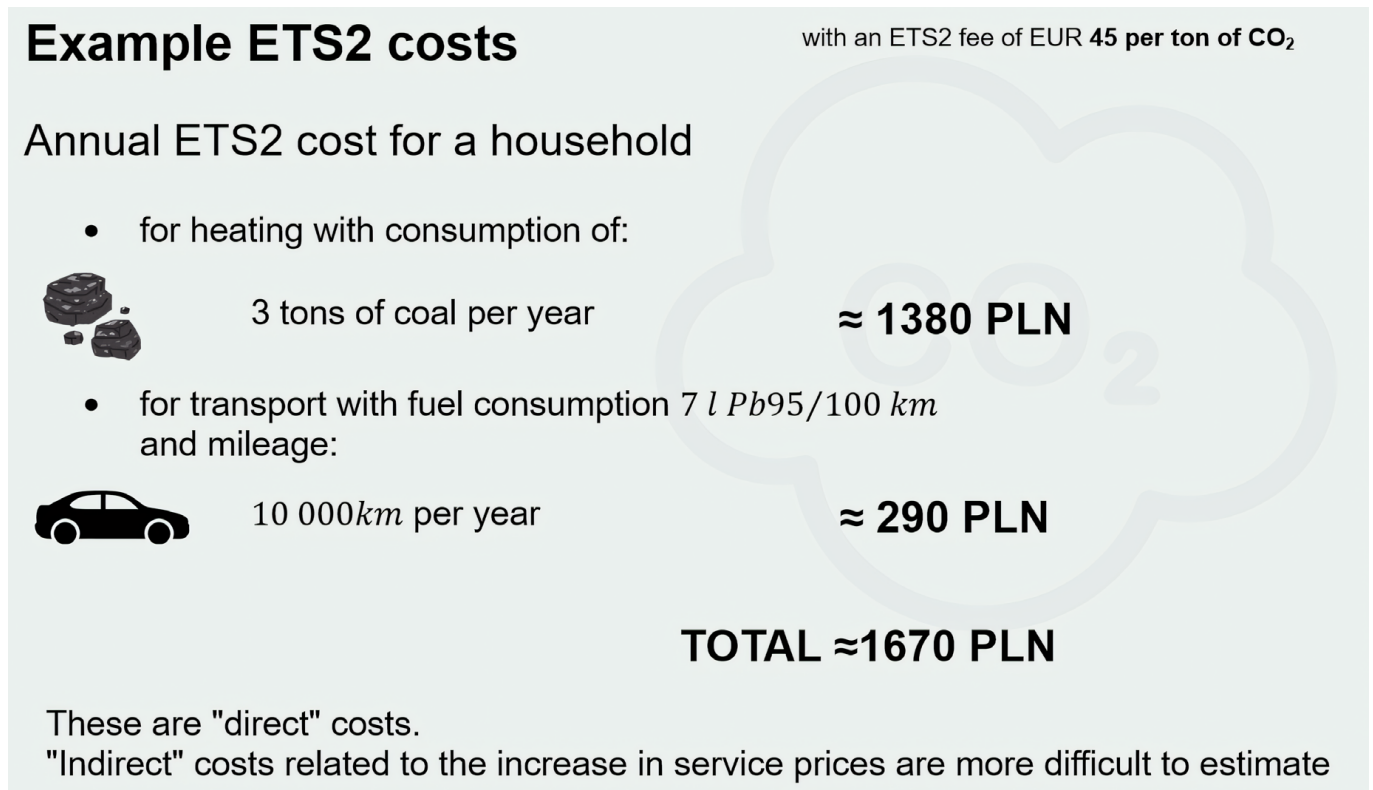 Example ETS2 costs
with an ETS2 fee of EUR 45 per ton of CO₂
Annual ETS2 cost for a household
• for heating with consumption of:
3 tons of coal per year ≈ 1380 PLN
• for transport with fuel consumption 7 l Pb95/100 km
and mileage:
10 000km per year ≈ 290 PLN
TOTAL ≈1670 PLN
These are "direct" costs.
"Indirect" costs related to the increase in service prices are more difficult to estimate
CO₂